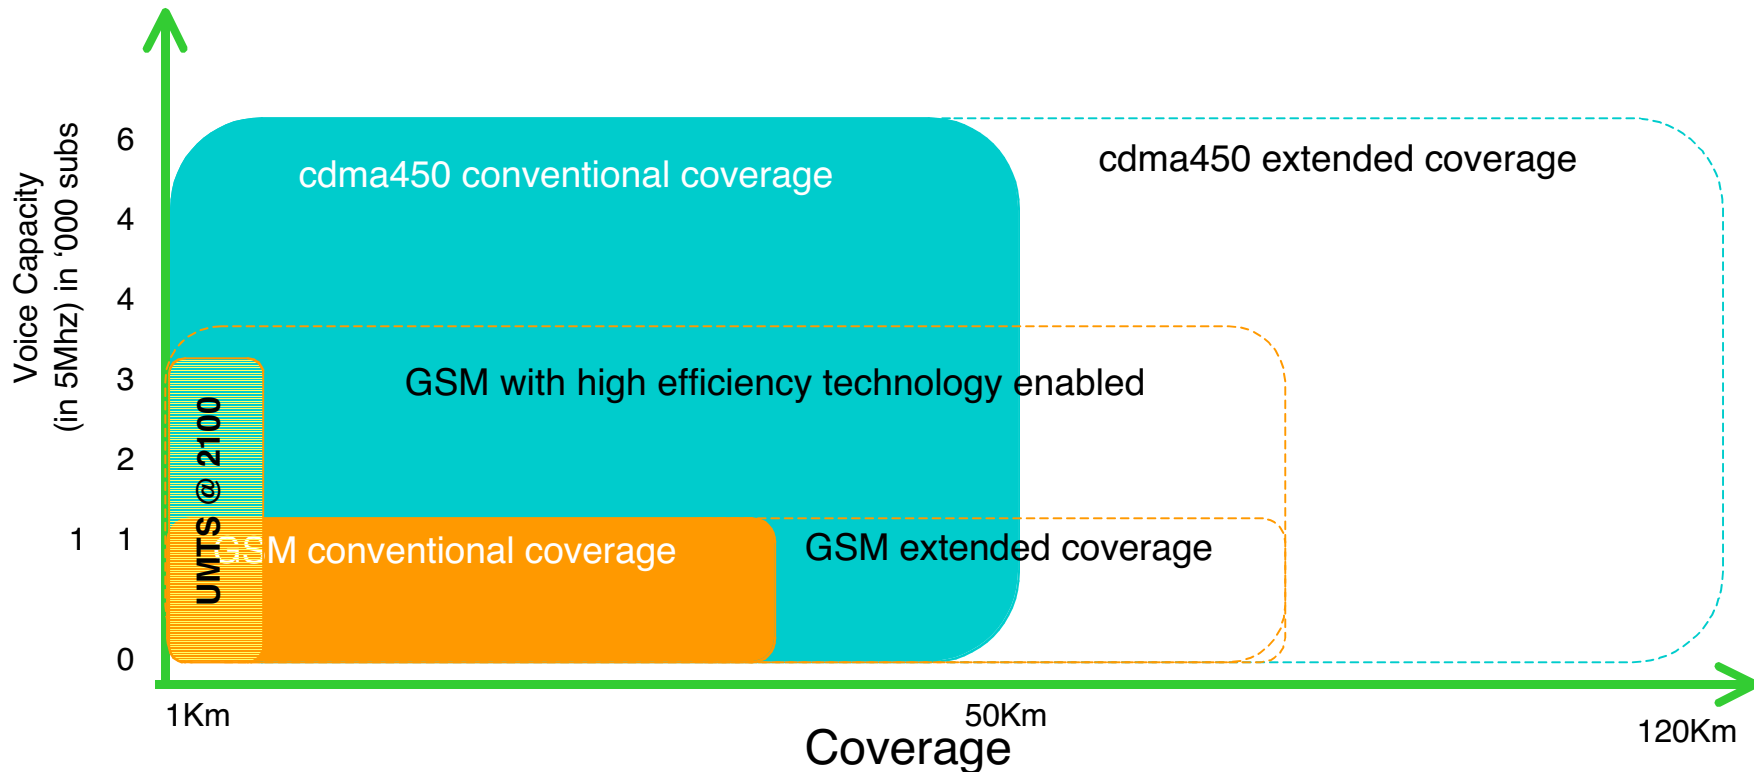 Voice Capacity
(in 5Mhz) in ‘000 subs
6
4
4
3
2
1 1
0
cdma450 conventional coverage
cdma450 extended coverage
GSM with high efficiency technology enabled
UMTS @ 2100
GSM conventional coverage
GSM extended coverage
1Km
50Km
120Km
Coverage